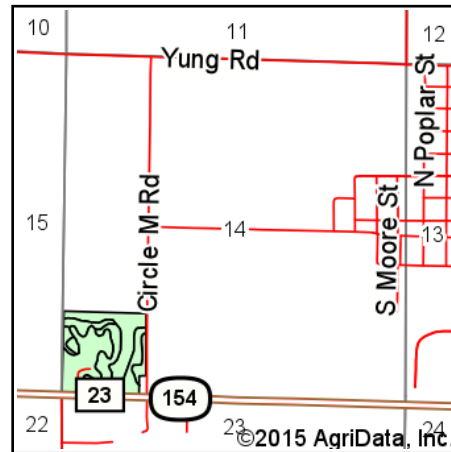 10
11
12
Yung Rd
N Poplar St
15
Circle M Rd
14
S Moore St
13
23
154
22
23
24
©2015 AgriData, Inc.